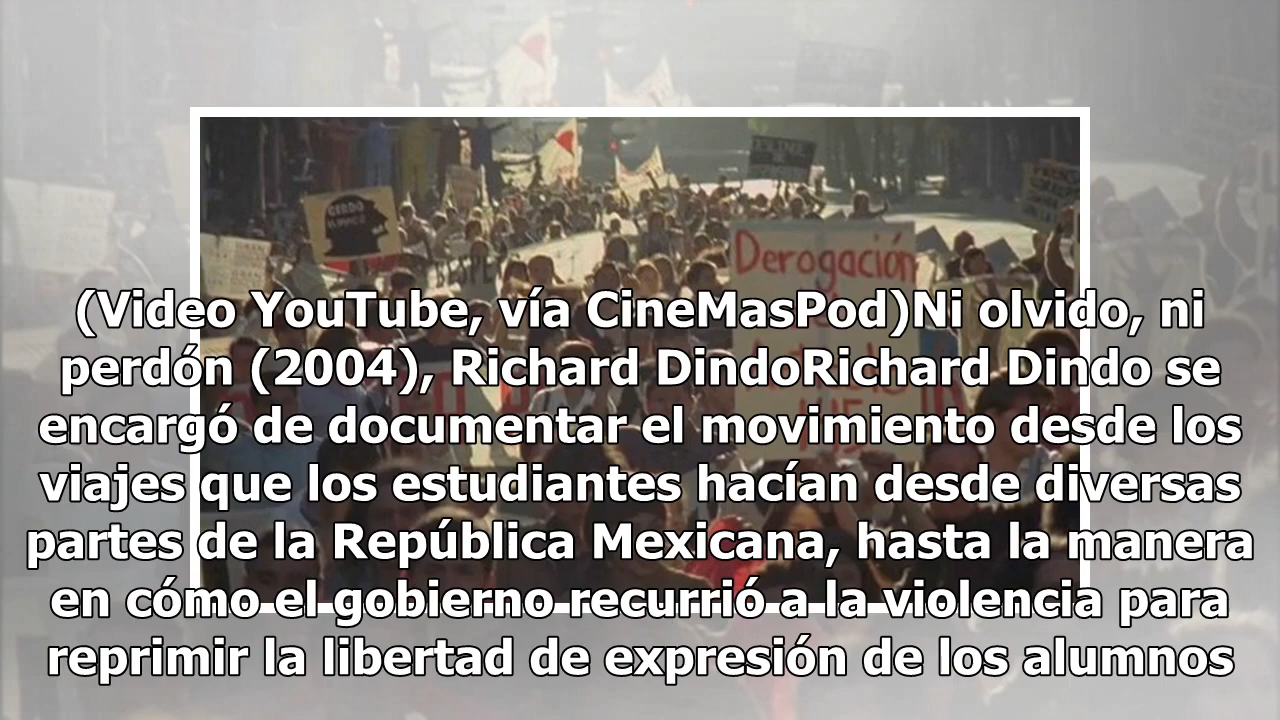 CERDO
Derogación
(Video YouTube, vía CineMasPod)Ni olvido, ni
perdón (2004), Richard DindoRichard Dindo se
encargó de documentar el movimiento desde los
viajes que los estudiantes hacían desde diversas
partes de la República Mexicana, hasta la manera
en cómo el gobierno recurrió a la violencia para
reprimir la libertad de expresión de los alumnos